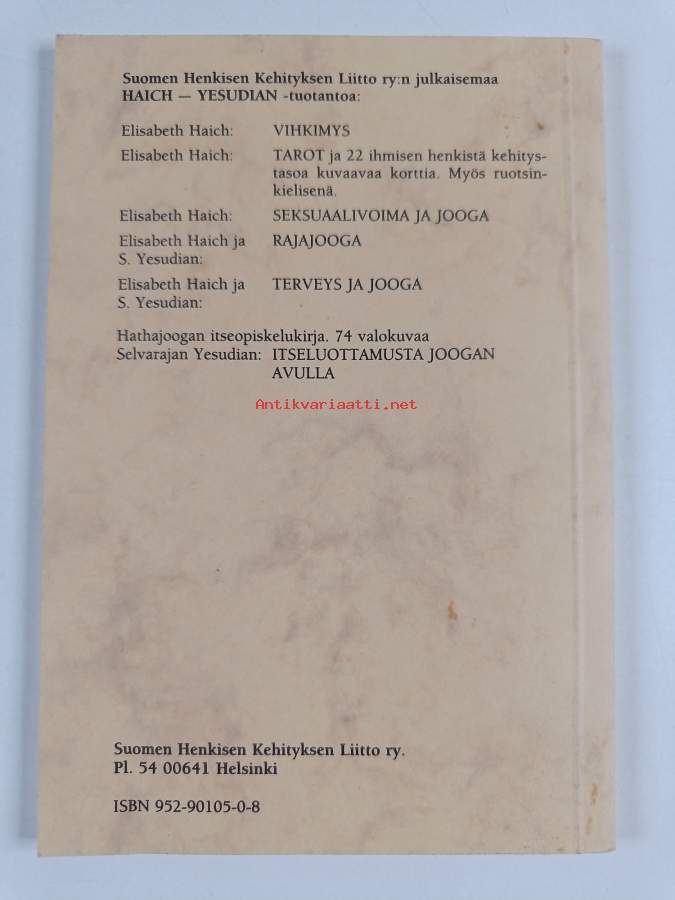 Suomen Henkisen Kehityksen Liitto ry:n julkaisemaa
HAICH — YESUDIAN -tuotantoa:
Elisabeth Haich: VIHKIMYS
Elisabeth Haich: TAROT ja 22 ihmisen henkistä kehitys-
tasoa kuvaavaa korttia. Myös ruotsin-
kielisenä.
Elisabeth Haich: SEKSUAALIVOIMA JA JOOGA
Elisabeth Haich ja RAJAJOOGA
S. Yesudian:
Elisabeth Haich ja TERVEYS JA JOOGA
S. Yesudian:
Hathajoogan itseopiskelukirja. 74 valokuvaa
Selvarajan Yesudian: ITSELUOTTAMUSTA JOOGAN
AVULLA
Antikvariaatti.net
Suomen Henkisen Kehityksen Liitto ry.
Pl. 54 00641 Helsinki
ISBN 952-90105-0-8